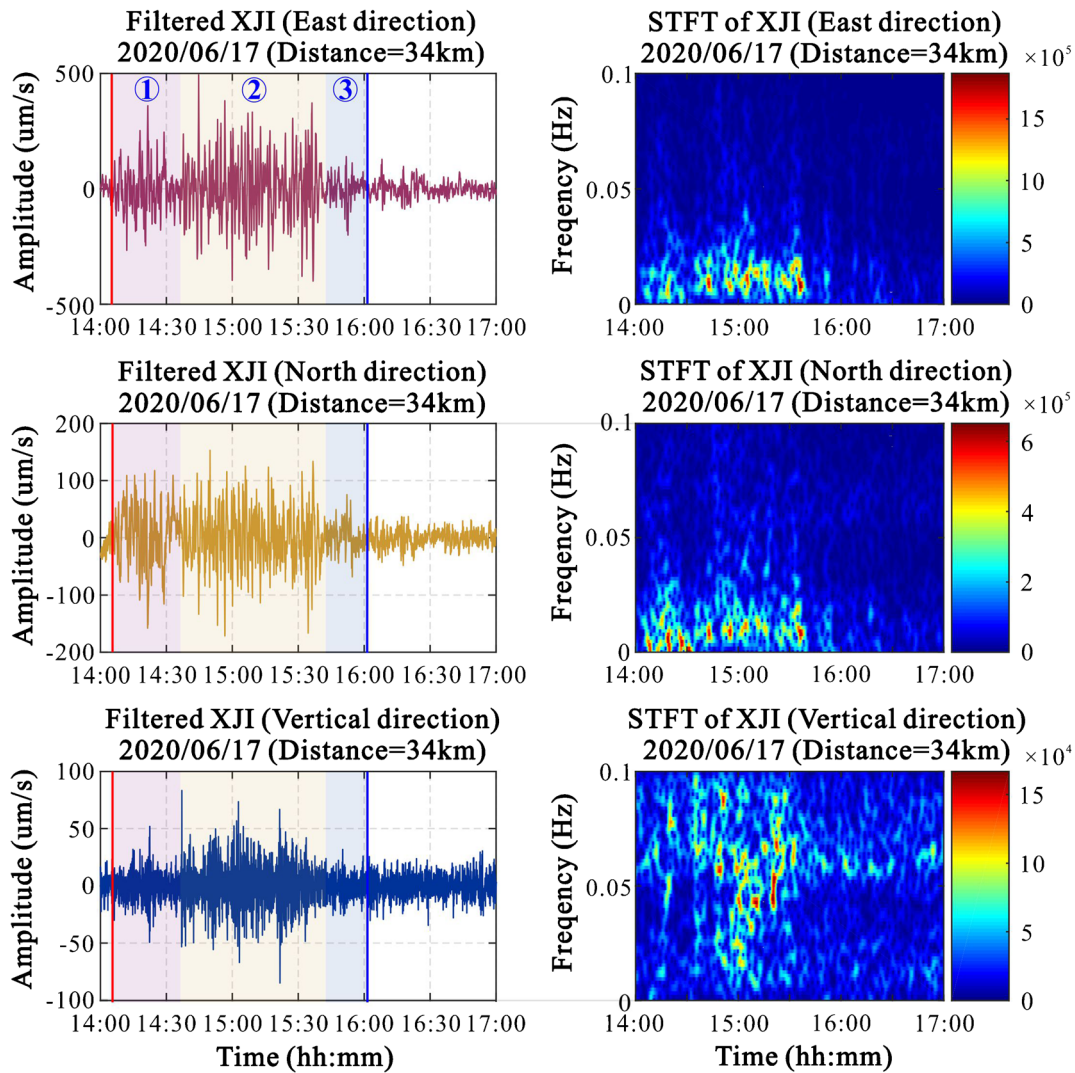 Filtered XJI (East direction)
2020/06/17 (Distance=34km)
500
0
-500
Amplitude (um/s)
① ② ③
14:00 14:30 15:00 15:30 16:00 16:30 17:00
STFT of XJI (East direction)
2020/06/17 (Distance=34km)
×10⁵
0.1
0.05
0
Freqency (Hz)
14:00 15:00 16:00 17:00
15
10
5
0
Filtered XJI (North direction)
2020/06/17 (Distance=34km)
200
100
0
-100
-200
Amplitude (um/s)
14:00 14:30 15:00 15:30 16:00 16:30 17:00
STFT of XJI (North direction)
2020/06/17 (Distance=34km)
×10⁵
0.1
0.05
0
Freqency (Hz)
14:00 15:00 16:00 17:00
6
4
2
0
Filtered XJI (Vertical direction)
2020/06/17 (Distance=34km)
100
50
0
-50
-100
Amplitude (um/s)
14:00 14:30 15:00 15:30 16:00 16:30 17:00
Time (hh:mm)
STFT of XJI (Vertical direction)
2020/06/17 (Distance=34km)
×10⁴
0.1
0.05
0
Freqency (Hz)
14:00 15:00 16:00 17:00
Time (hh:mm)
15
10
5
0